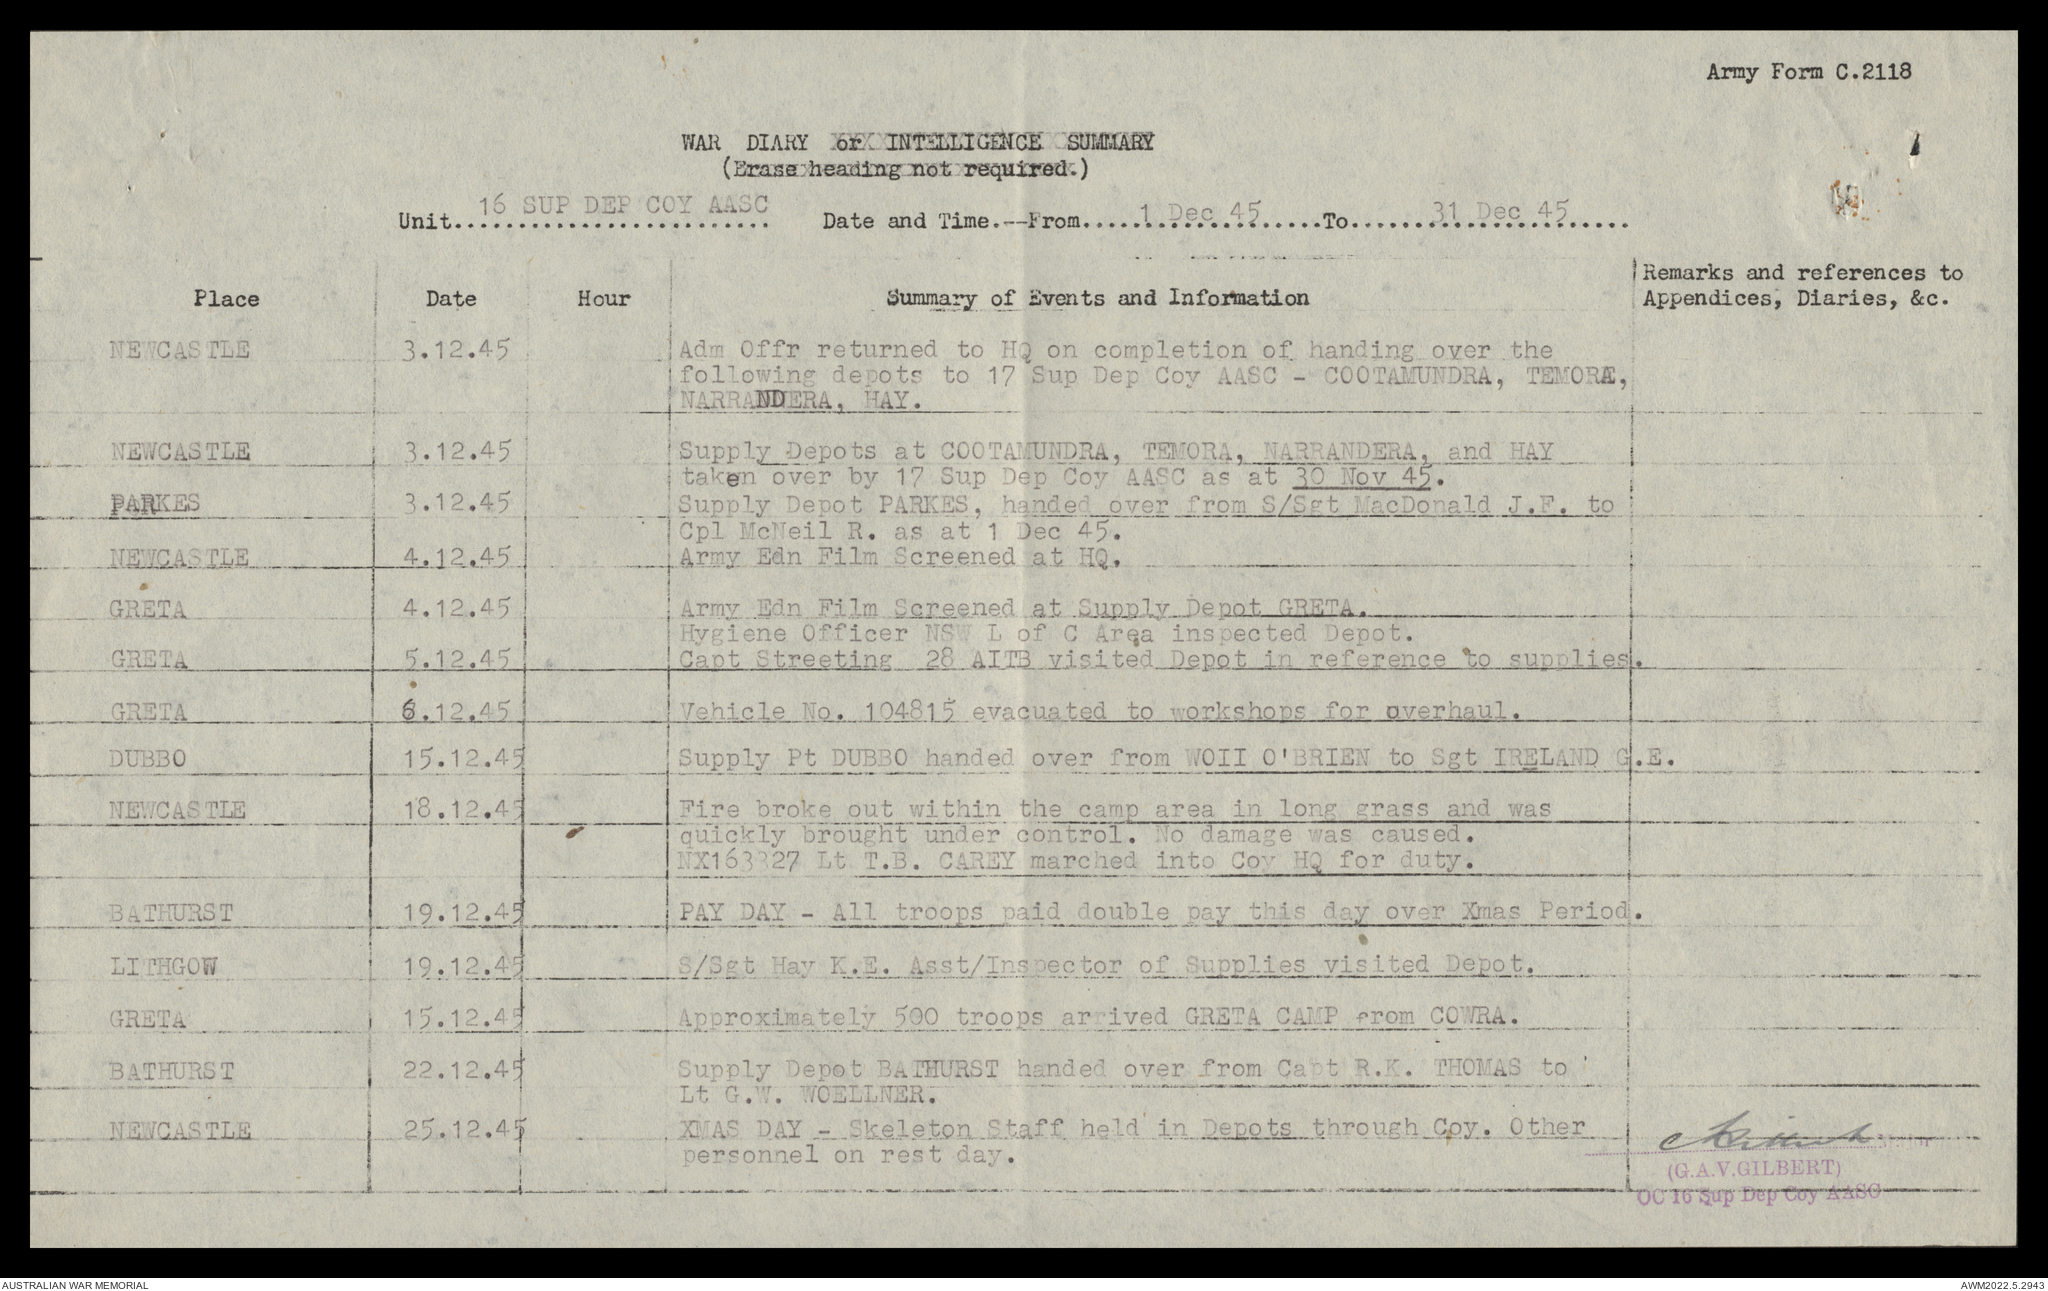 Army Form C.2118
WAR DIARY or INTELLIGENCE SUMMARY
(Erase heading not required.)
Unit.........16 SUP DEP COY AASC......... Date and Time.--From.....1 Dec 45.....To.......31 Dec 45.....
Place Date Hour Summary of Events and Information Remarks and references to
Appendices, Diaries, &c.
NEWCASTLE 3.12.45 Adm Offr returned to HQ on completion of handing over the
following depots to 17 Sup Dep Coy AASC - COOTAMUNDRA, TEMORA,
NARRANDERA, HAY.
NEWCASTLE 3.12.45 Supply Depots at COOTAMUNDRA, TEMORA, NARRANDERA, and HAY
taken over by 17 Sup Dep Coy AASC as at 30 Nov 45.
PARKES 3.12.45 Supply Depot PARKES, handed over from S/Sgt MacDonald J.F. to
Cpl McNeil R. as at 1 Dec 45.
NEWCASTLE 4.12.45 Army Edn Film Screened at HQ.
GRETA 4.12.45 Army Edn Film Screened at Supply Depot GRETA.
Hygiene Officer NSW L of C Area inspected Depot.
GRETA 5.12.45 Capt Streeting 28 AITB visited Depot in reference to supplies.
GRETA 6.12.45 Vehicle No. 104815 evacuated to workshops for overhaul.
DUBBO 15.12.45 Supply Pt DUBBO handed over from WOII O'BRIEN to Sgt IRELAND G.E.
NEWCASTLE 18.12.45 Fire broke out within the camp area in long grass and was
quickly brought under control. No damage was caused.
NX163327 Lt T.B. CAREY marched into Coy HQ for duty.
BATHURST 19.12.45 PAY DAY - All troops paid double pay this day over Xmas Period.
LITHGOW 19.12.45 S/Sgt Hay K.E. Asst/Inspector of Supplies visited Depot.
GRETA 15.12.45 Approximately 500 troops arrived GRETA CAMP from COWRA.
BATHURST 22.12.45 Supply Depot BATHURST handed over from Capt R.K. THOMAS to
Lt G.W. WOELLNER.
NEWCASTLE 25.12.45 XMAS DAY - Skeleton Staff held in Depots through Coy. Other
personnel on rest day.
(G.A.V.GILBERT)
OC 16 Sup Dep Coy AASC
AUSTRALIAN WAR MEMORIAL
AWM2022.5.2943